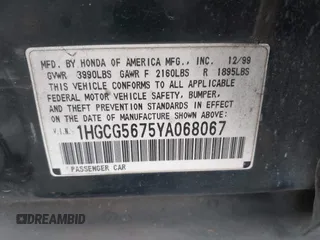 MFD. BY HONDA OF AMERICA MFG., INC. 12/99
GVWR 3990LBS GAWR F 2160LBS R 1895LBS
THIS VEHICLE CONFORMS TO ALL APPLICABLE
FEDERAL MOTOR VEHICLE SAFETY, BUMPER,
AND THEFT PREVENTION STANDARDS IN EFFECT
ON THE DATE OF MANUFACTURE SHOWN ABOVE.
V.I.N. 1HGCG5675YA068067
PASSENGER CAR
DREAMBID